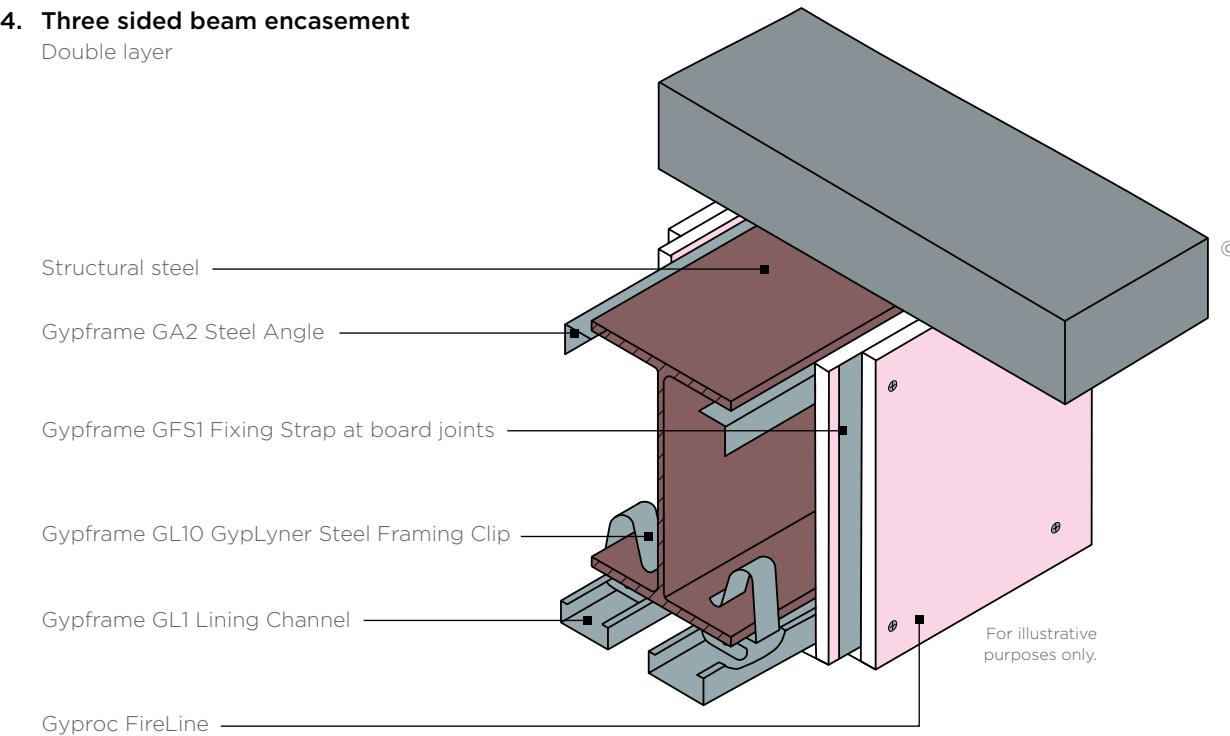 4. Three sided beam encasement
Double layer
©
Structural steel
Gypframe GA2 Steel Angle
Gypframe GFS1 Fixing Strap at board joints
Gypframe GL10 GypLyner Steel Framing Clip
Gypframe GL1 Lining Channel
For illustrative
purposes only.
Gyproc FireLine